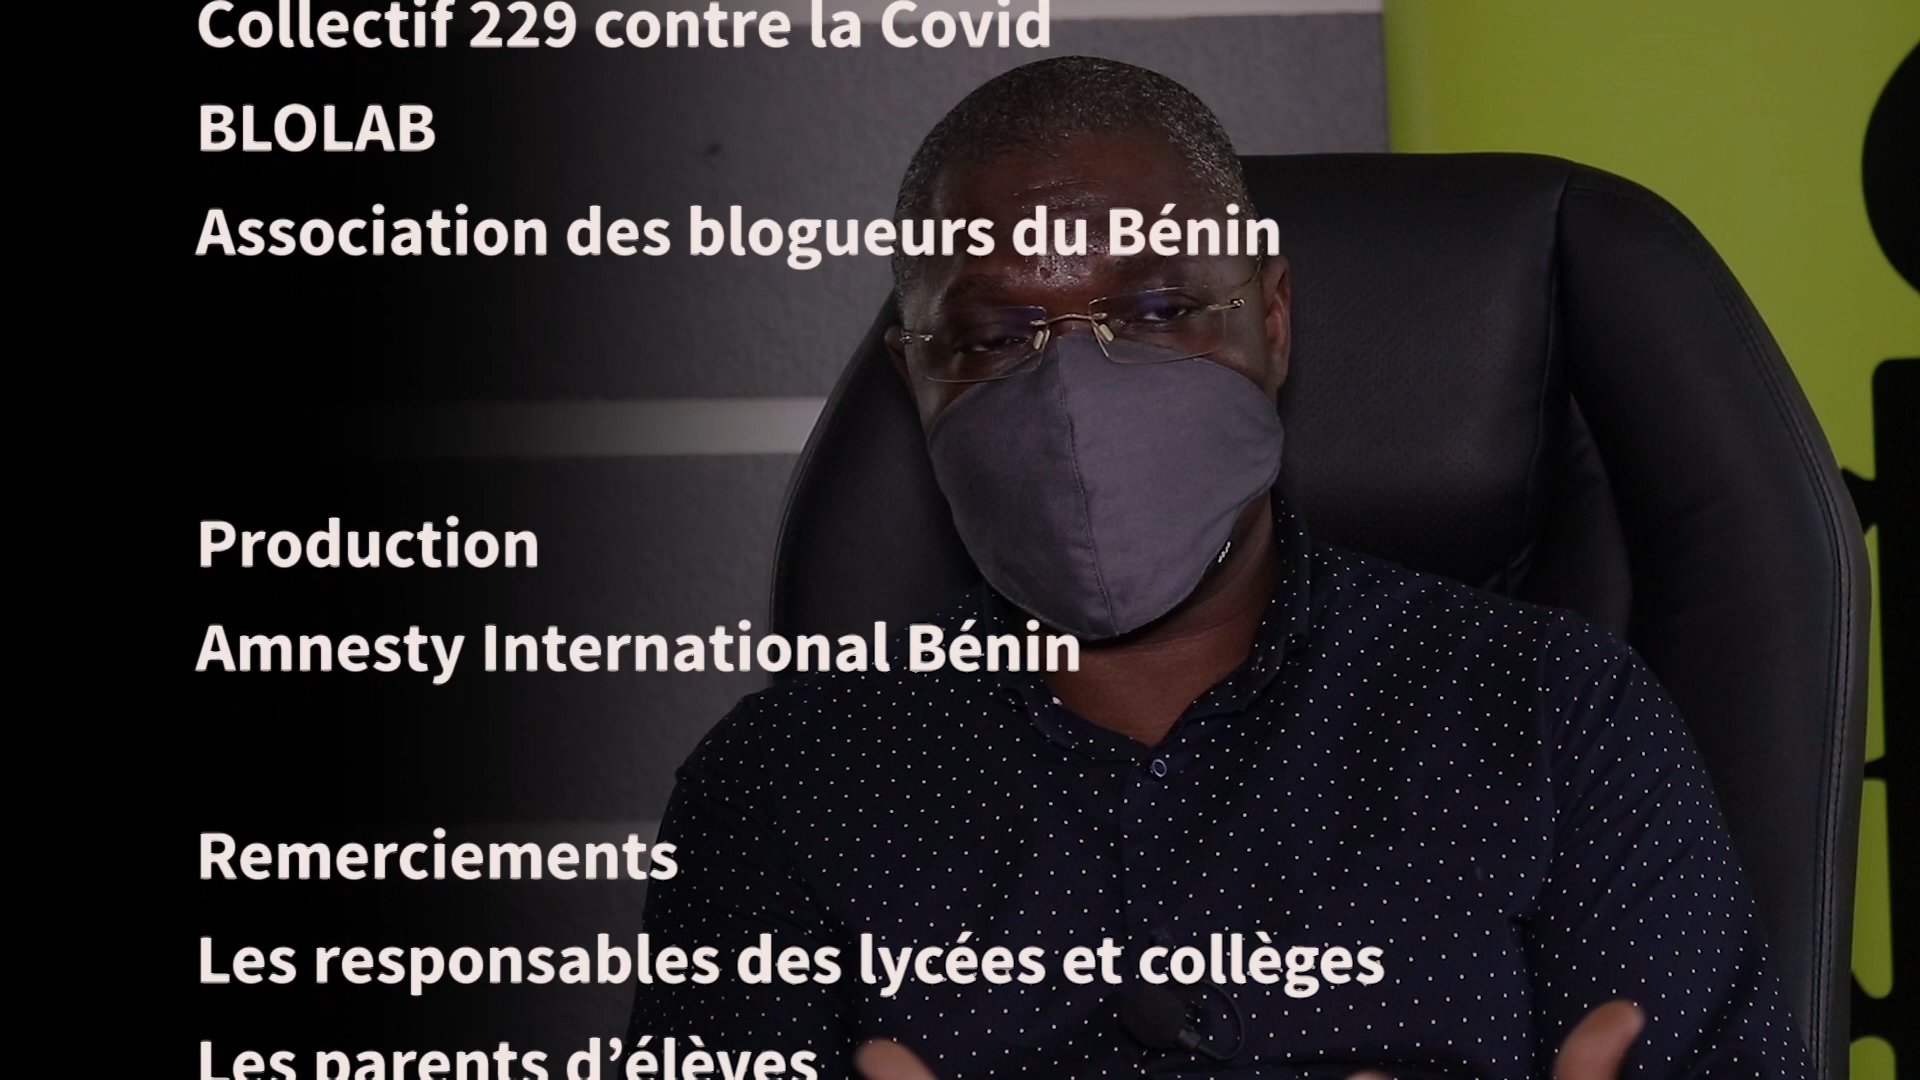 Collectif 229 contre la Covid
BLOLAB
Association des blogueurs du Bénin
Production
Amnesty International Bénin
Remerciements
Les responsables des lycées et collèges
Les parents d’élèves